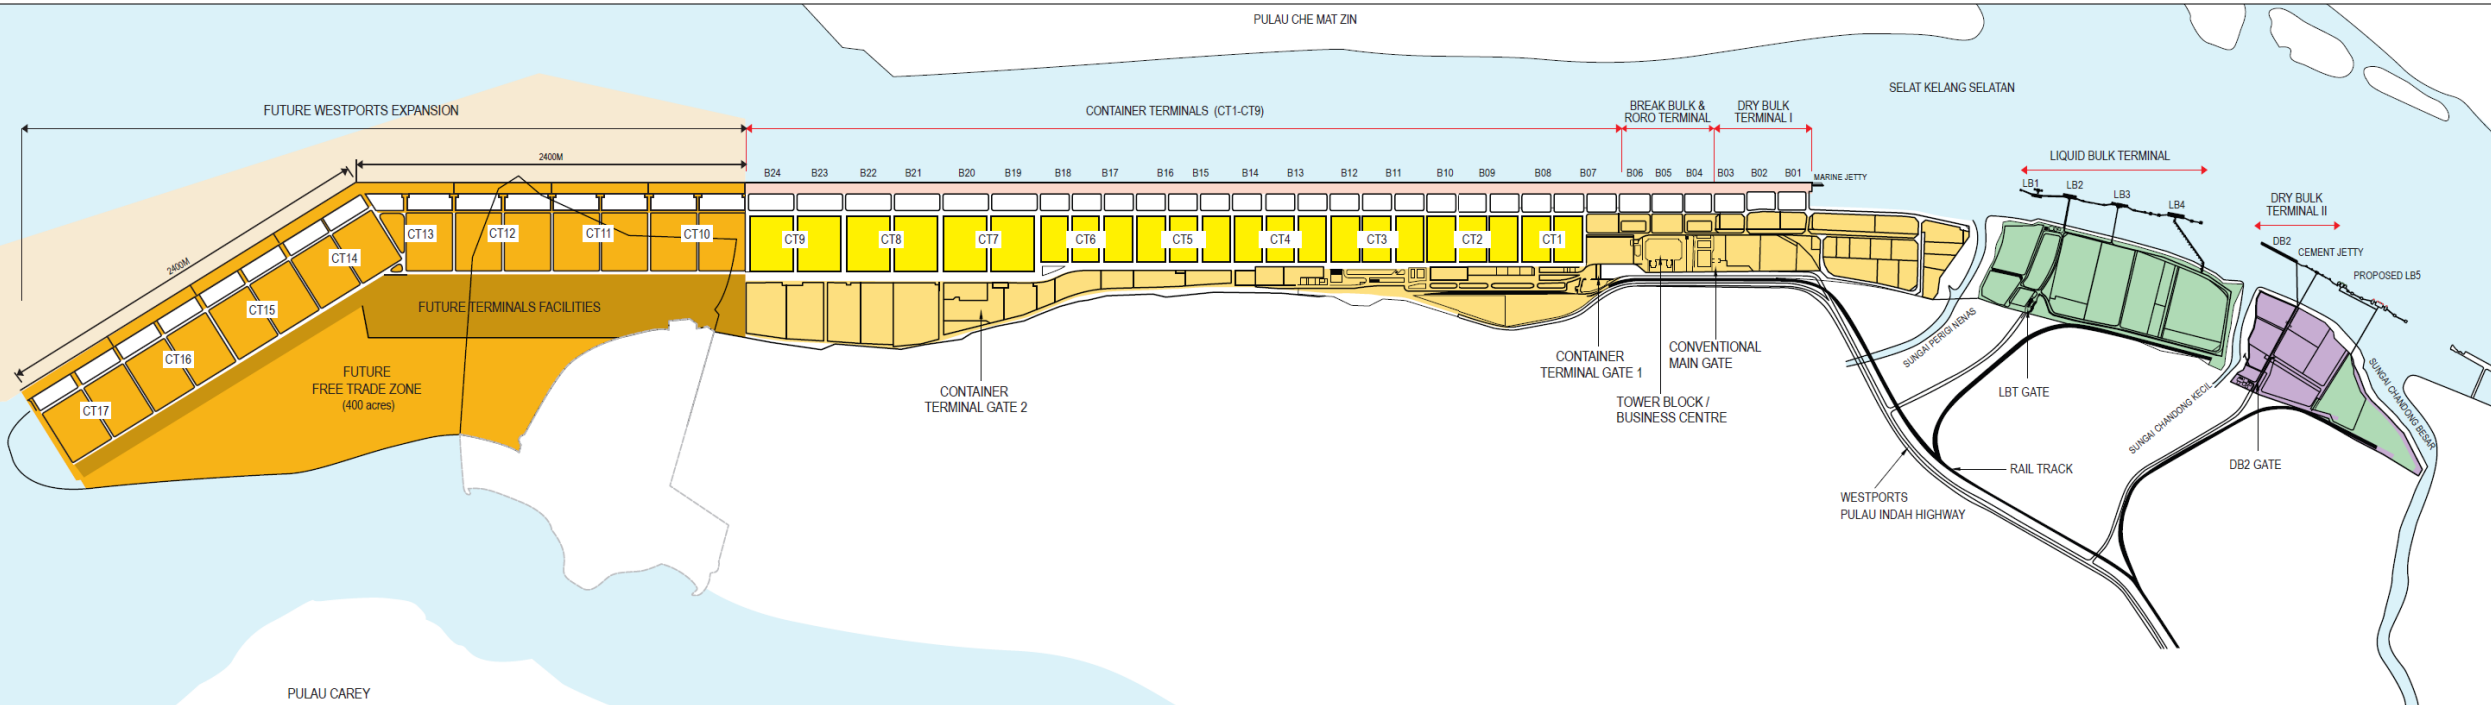 PULAU CHE MAT ZIN
SELAT KELANG SELATAN
FUTURE WESTPORTS EXPANSION
CONTAINER TERMINALS (CT1-CT9)
BREAK BULK &
RORO TERMINAL
DRY BULK
TERMINAL I
2400M
2400M
B24
B23
B22
B21
B20
B19
B18
B17
B16
B15
B14
B13
B12
B11
B10
B09
B08
B07
B06
B05
B04
B03
B02
B01
MARINE JETTY
LIQUID BULK TERMINAL
LB1
LB2
LB3
LB4
DRY BULK
TERMINAL II
DB2
CEMENT JETTY
PROPOSED LB5
CT17
CT16
CT15
CT14
CT13
CT12
CT11
CT10
CT9
CT8
CT7
CT6
CT5
CT4
CT3
CT2
CT1
FUTURE TERMINALS FACILITIES
FUTURE
FREE TRADE ZONE
(400 acres)
CONTAINER
TERMINAL GATE 2
CONTAINER
TERMINAL GATE 1
CONVENTIONAL
MAIN GATE
TOWER BLOCK /
BUSINESS CENTRE
SUNGAI PERIGI NENAS
LBT GATE
SUNGAI CHANDONG KECIL
SUNGAI CHANDONG BESAR
DB2 GATE
RAIL TRACK
WESTPORTS
PULAU INDAH HIGHWAY
PULAU CAREY